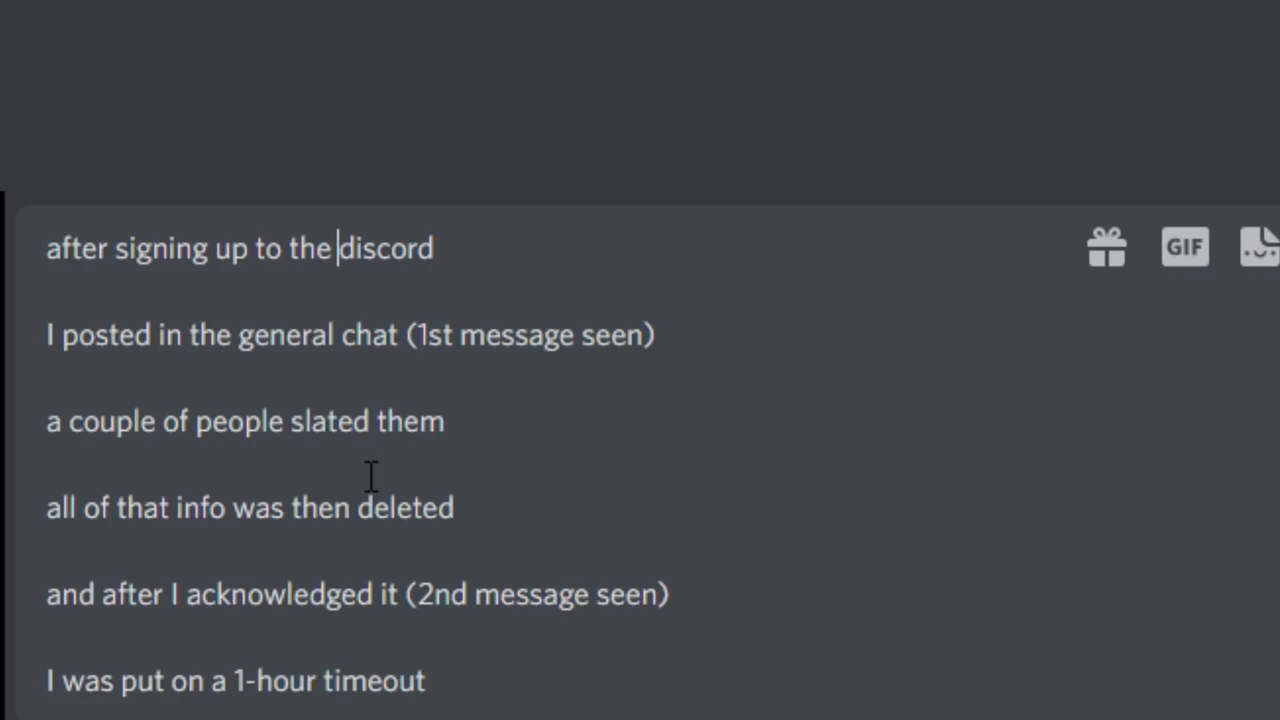 after signing up to the discord
GIF
I posted in the general chat (1st message seen)
a couple of people slated them
all of that info was then deleted
and after I acknowledged it (2nd message seen)
I was put on a 1-hour timeout